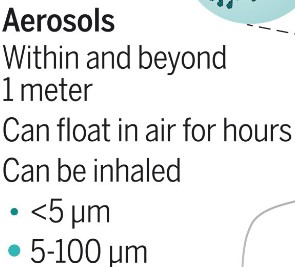 Aerosols
Within and beyond
1 meter
Can float in air for hours
Can be inhaled
• <5 µm
• 5-100 µm